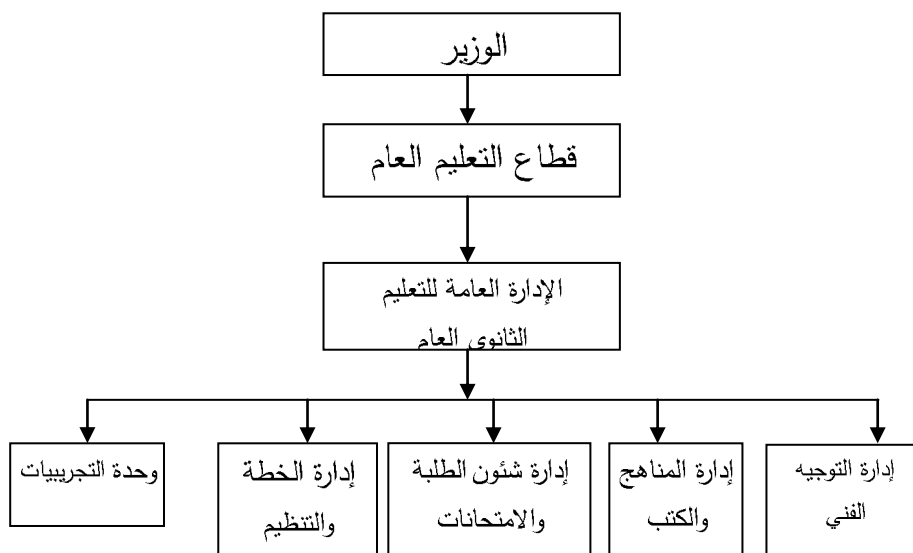 الوزير
قطاع التعليم العام
الإدارة العامة للتعليم
الثانوي العام
إدارة التوجيه
الفني
إدارة المناهج
والكتب
إدارة شئون الطلبة
والامتحانات
إدارة الخطة
والتنظيم
وحدة التجريبيات